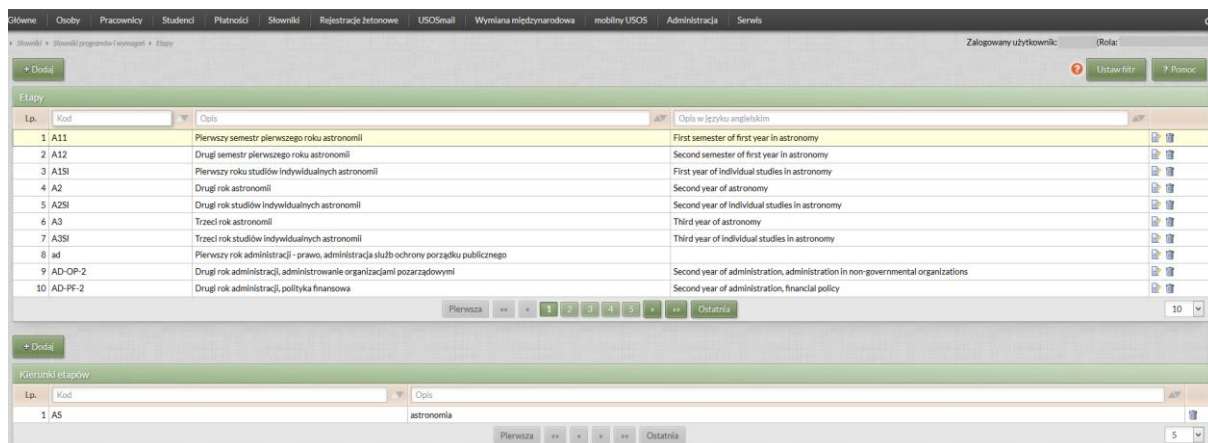 Główne Osoby Pracownicy Studenci Płatności Słowniki Rejestracje żetonowe USOSmail Wymiana międzynarodowa mobilny USOS Administracja Serwis
Słowniki Słowniki programów i wymagań Etapy Zalogowany użytkownik: (Rola:
+ Dodaj ? Ustaw filtr ? Pomoc
Etapy
Lp. Kod Opis Opis w języku angielskim
1 A11 Pierwszy semestr pierwszego roku astronomii First semester of first year in astronomy
2 A12 Drugi semestr pierwszego roku astronomii Second semester of first year in astronomy
3 A1SI Pierwszy roku studiów indywidualnych astronomii First year of individual studies in astronomy
4 A2 Drugi rok astronomii Second year of astronomy
5 A2SI Drugi rok studiów indywidualnych astronomii Second year of individual studies in astronomy
6 A3 Trzeci rok astronomii Third year of astronomy
7 A3SI Trzeci rok studiów indywidualnych astronomii Third year of individual studies in astronomy
8 ad Pierwszy rok administracji - prawo, administracja służb ochrony porządku publicznego
9 AD-OP-2 Drugi rok administracji, administrowanie organizacjami pozarządowymi Second year of administration, administration in non-governmental organizations
10 AD-PF-2 Drugi rok administracji, polityka finansowa Second year of administration, financial policy
Pierwsza «« « 1 2 3 4 5 » »» Ostatnia 10
+ Dodaj
Kierunki etapów
Lp. Kod Opis
1 AS astronomia
Pierwsza «« « » »» Ostatnia 5